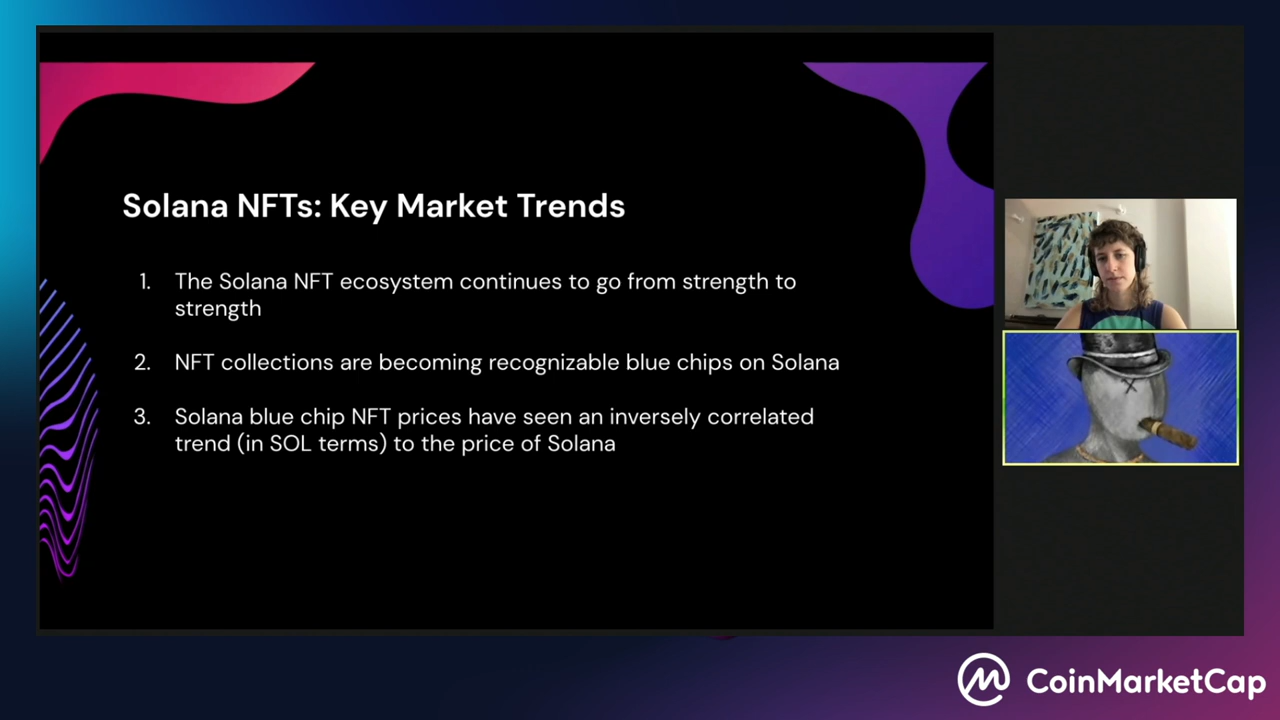 Solana NFTs: Key Market Trends
1. The Solana NFT ecosystem continues to go from strength to
strength
2. NFT collections are becoming recognizable blue chips on Solana
3. Solana blue chip NFT prices have seen an inversely correlated
trend (in SOL terms) to the price of Solana
CoinMarketCap